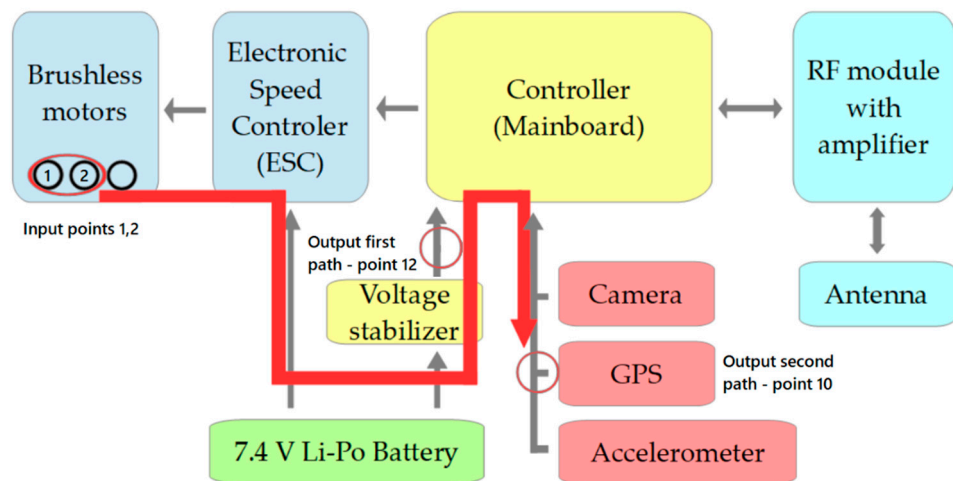 Brushless
motors
1
2
Input points 1,2
Electronic
Speed
Controler
(ESC)
Controller
(Mainboard)
RF module
with
amplifier
Output first
path - point 12
Voltage
stabilizer
Camera
Antenna
GPS
Output second
path - point 10
7.4 V Li-Po Battery
Accelerometer